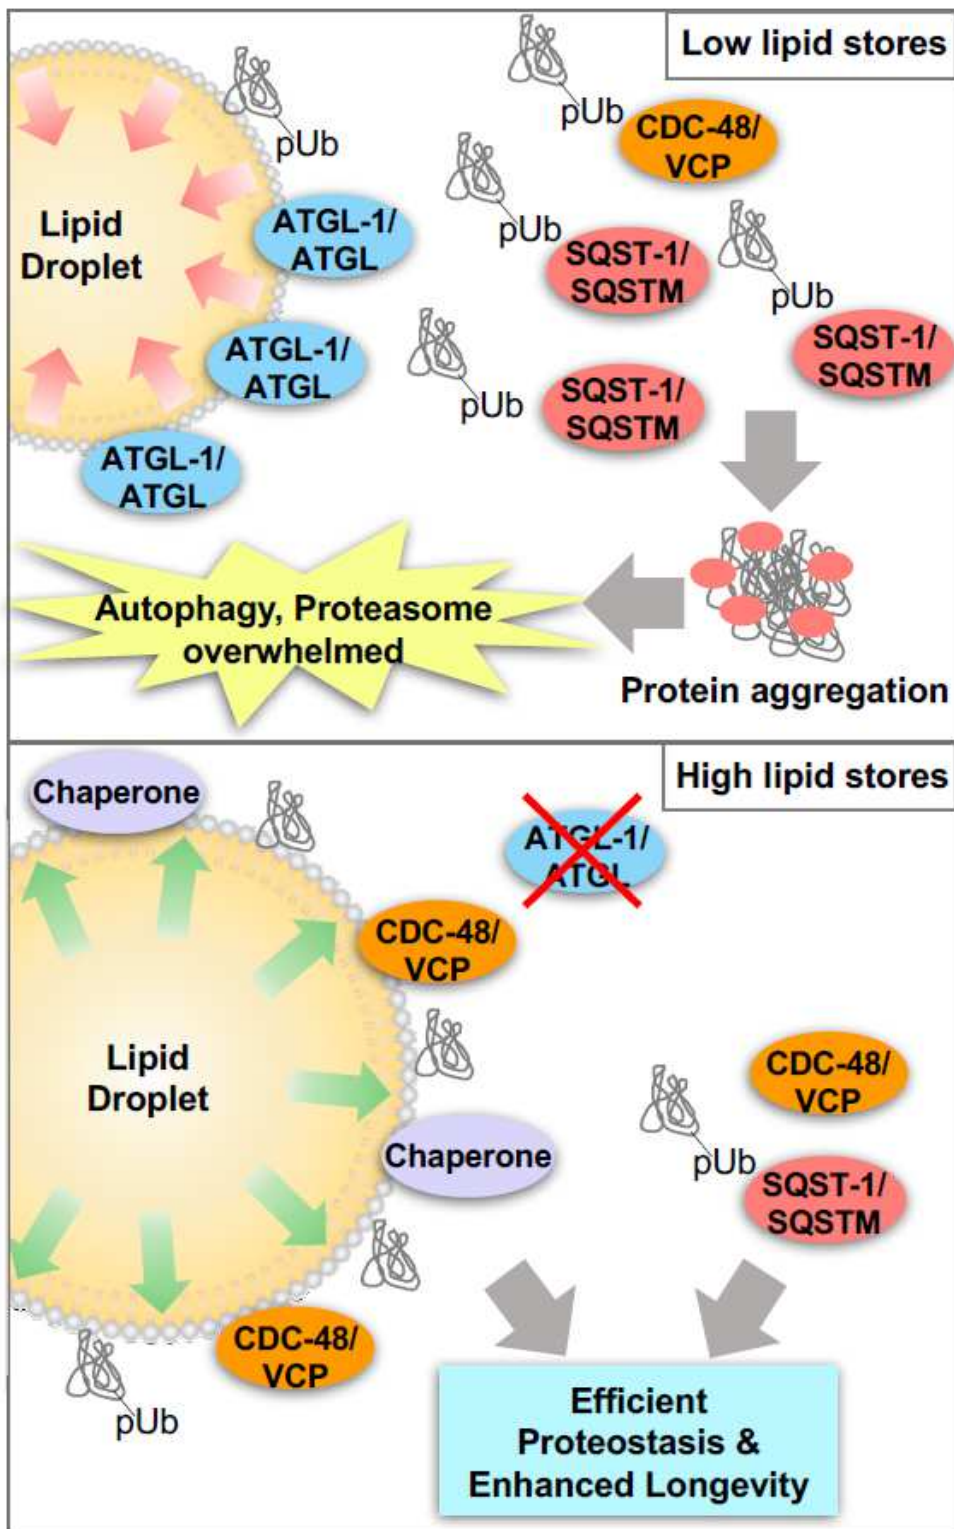 Low lipid stores
pUb
pUb
CDC-48/
VCP
Lipid
Droplet
ATGL-1/
ATGL
pUb
SQST-1/
SQSTM
pUb
ATGL-1/
ATGL
SQST-1/
SQSTM
pUb
SQST-1/
SQSTM
ATGL-1/
ATGL
Autophagy, Proteasome
overwhelmed
Protein aggregation
High lipid stores
Chaperone
ATGL-1/
ATGL
CDC-48/
VCP
Lipid
Droplet
CDC-48/
VCP
Chaperone
pUb
SQST-1/
SQSTM
CDC-48/
VCP
pUb
Efficient
Proteostasis &
Enhanced Longevity